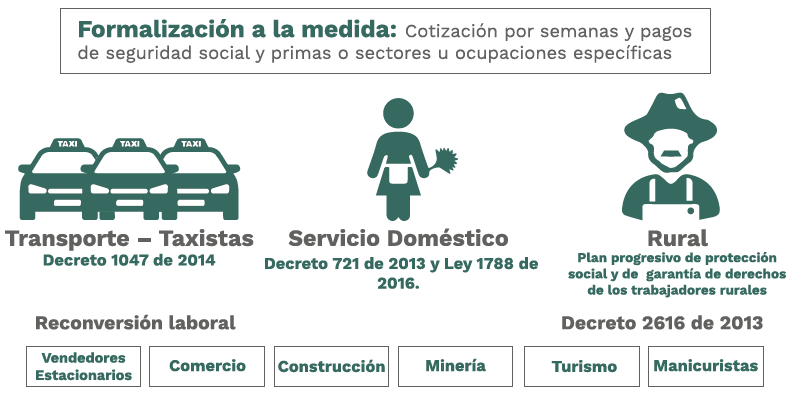 Formalización a la medida: Cotización por semanas y pagos
de seguridad social y primas o sectores u ocupaciones específicas
TAXI TAXI TAXI
Transporte – Taxistas
Decreto 1047 de 2014
Servicio Doméstico
Decreto 721 de 2013 y Ley 1788 de
2016.
Rural
Plan progresivo de protección
social y de garantía de derechos
de los trabajadores rurales
Reconversión laboral
Decreto 2616 de 2013
Vendedores
Estacionarios
Comercio
Construcción
Minería
Turismo
Manicuristas